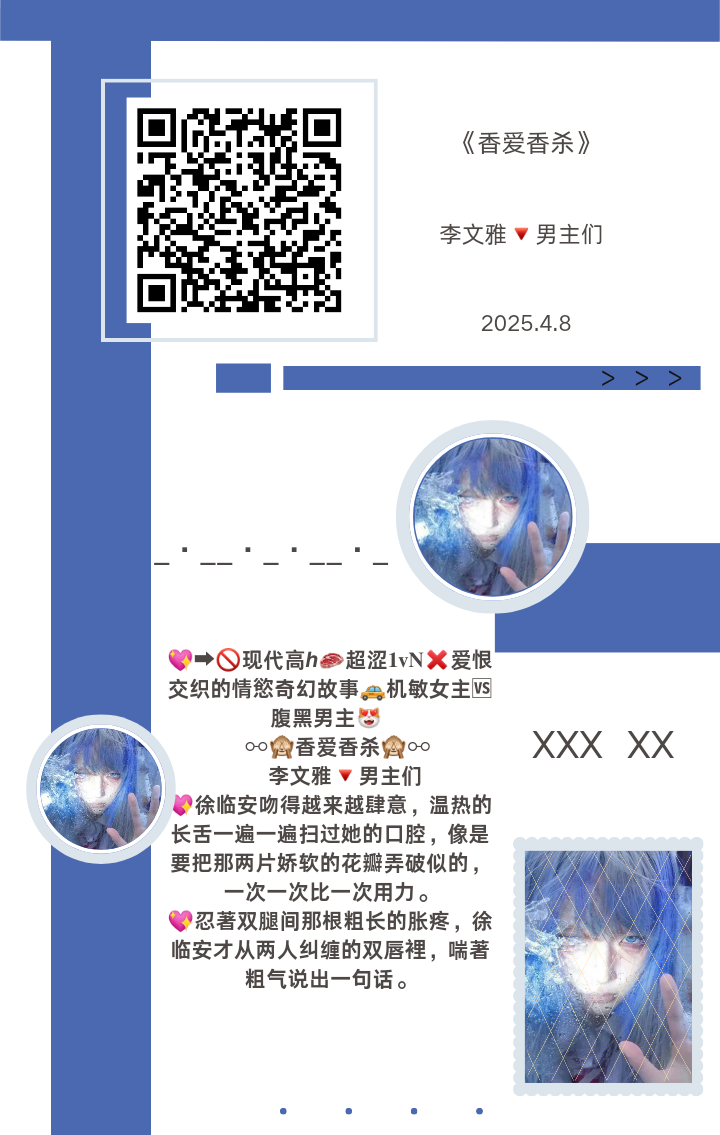 《香爱香杀》
李文雅🔻男主们
2025.4.8
> > >
_·__·_·__·_
💖➡🚫现代高h🥩超涩1vN❌爱恨
交织的情慾奇幻故事🚕机敏女主🆚
腹黑男主😻
⚯🙈香爱香杀🙈⚯
李文雅🔻男主们
💖徐临安吻得越来越肆意，温热的
长舌一遍一遍扫过她的口腔，像是
要把那两片娇软的花瓣弄破似的，
一次一次比一次用力。
💖忍著双腿间那根粗长的胀疼，徐
临安才从两人纠缠的双唇裡，喘著
粗气说出一句话。
XXX XX